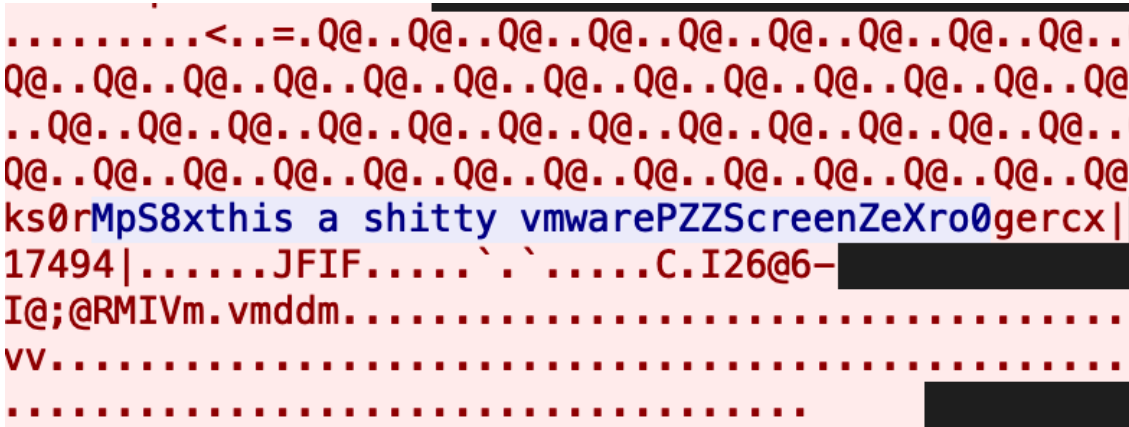 .........<..=.Q@..Q@..Q@..Q@..Q@..Q@..Q@..Q@..Q@..
Q@..Q@..Q@..Q@..Q@..Q@..Q@..Q@..Q@..Q@..Q@..Q@..Q@
..Q@..Q@..Q@..Q@..Q@..Q@..Q@..Q@..Q@..Q@..Q@..Q@..
Q@..Q@..Q@..Q@..Q@..Q@..Q@..Q@..Q@..Q@..Q@..Q@..Q@
ks0rMpS8xthis a shitty vmwarePZZScreenZeXro0gercx|
17494|......JFIF.....`.`.....C.I26@6–
I@;@RMIVm.vmddm...................................
vv................................................
....................................